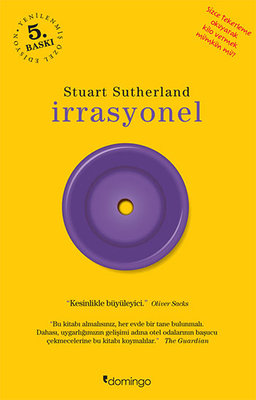 YENİLENMİŞ ÖZEL EDİSYON •
5.
BASKI
Sizce tekerleme
okuyarak
kilo vermek
mümkün mü?
Stuart Sutherland
irrasyonel
"Kesinlikle büyüleyici." Oliver Sacks
"Bu kitabı almalısınız, her evde bir tane bulunmalı.
Dahası, uygarlığımızın gelişimi adına otel odalarının başucu
çekmecelerine bu kitabı koymalılar." The Guardian
domingo